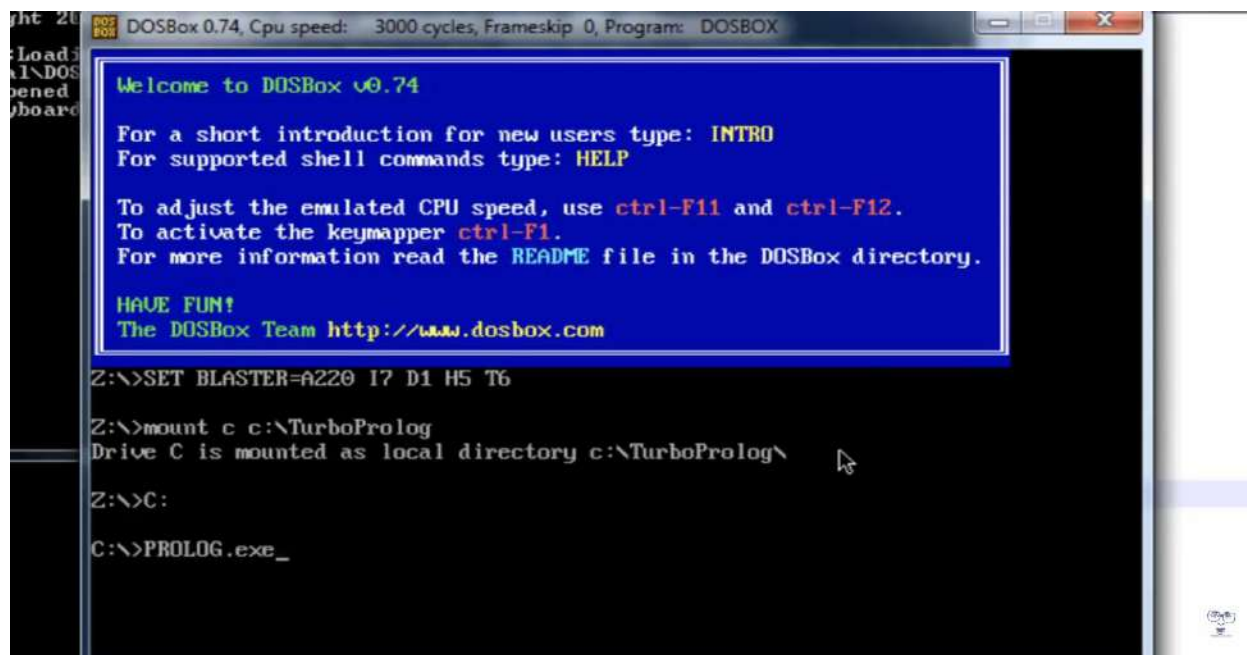 DOSBox 0.74, Cpu speed: 3000 cycles, Frameskip 0, Program: DOSBOX
Welcome to DOSBox v0.74
For a short introduction for new users type: INTRO
For supported shell commands type: HELP
To adjust the emulated CPU speed, use ctrl-F11 and ctrl-F12.
To activate the keymapper ctrl-F1.
For more information read the README file in the DOSBox directory.
HAVE FUN!
The DOSBox Team http://www.dosbox.com
Z:\>SET BLASTER=A220 I7 D1 H5 T6
Z:\>mount c c:\TurboProlog
Drive C is mounted as local directory c:\TurboProlog\
Z:\>C:
C:\>PROLOG.exe_